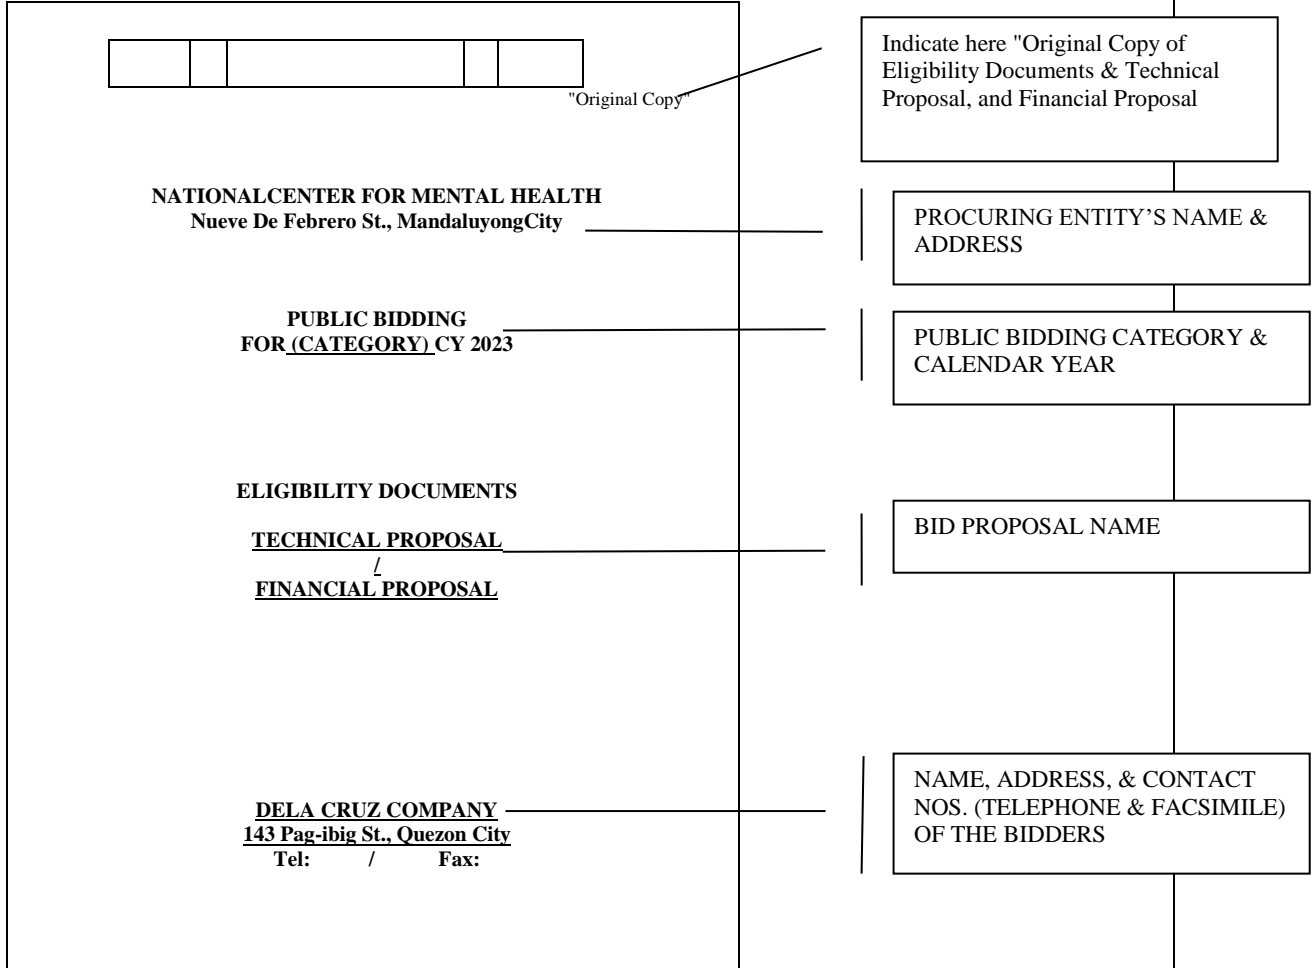 "Original Copy"
Indicate here "Original Copy of
Eligibility Documents & Technical
Proposal, and Financial Proposal
NATIONALCENTER FOR MENTAL HEALTH
Nueve De Febrero St., MandaluyongCity
PROCURING ENTITY’S NAME &
ADDRESS
PUBLIC BIDDING
FOR (CATEGORY) CY 2023
PUBLIC BIDDING CATEGORY &
CALENDAR YEAR
ELIGIBILITY DOCUMENTS
TECHNICAL PROPOSAL
/
FINANCIAL PROPOSAL
BID PROPOSAL NAME
DELA CRUZ COMPANY
143 Pag-ibig St., Quezon City
Tel: / Fax:
NAME, ADDRESS, & CONTACT
NOS. (TELEPHONE & FACSIMILE)
OF THE BIDDERS